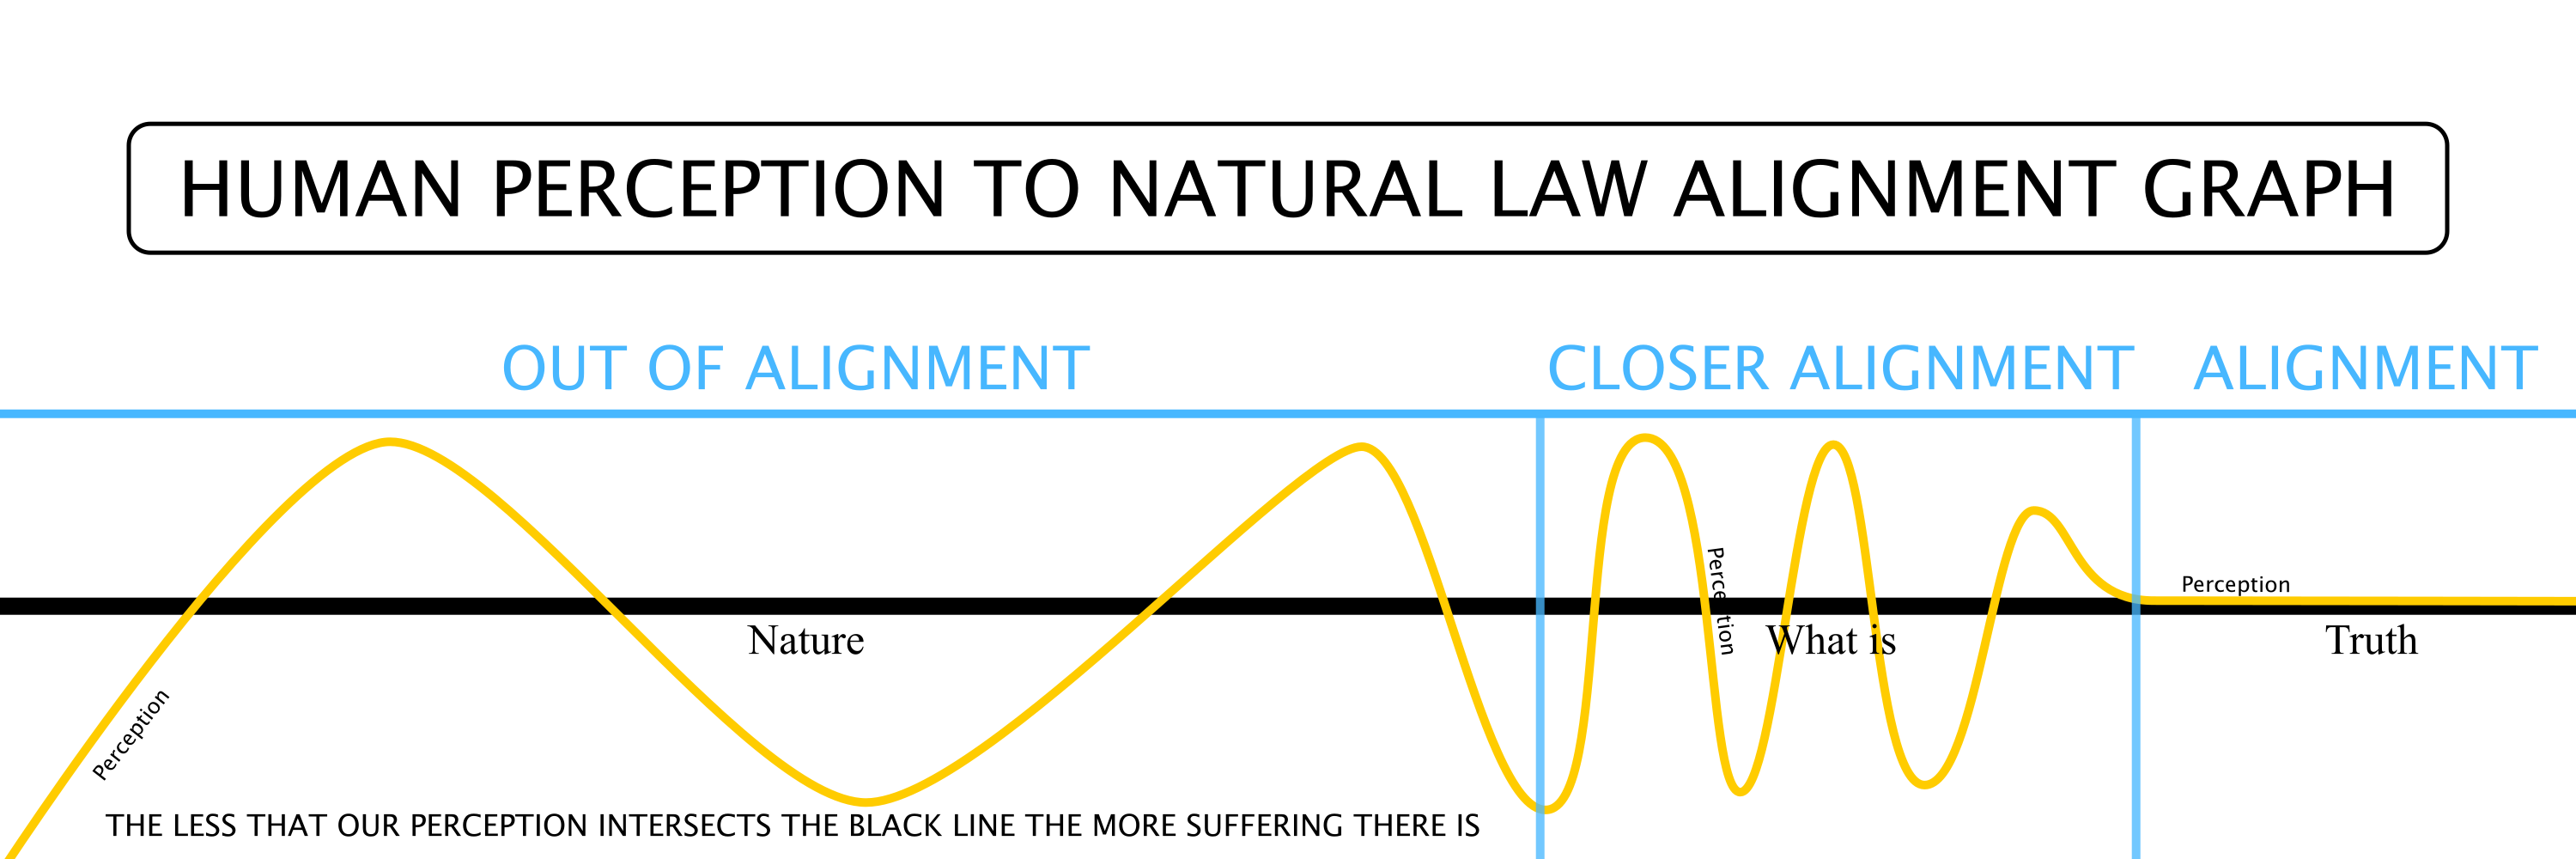 HUMAN PERCEPTION TO NATURAL LAW ALIGNMENT GRAPH
OUT OF ALIGNMENT
CLOSER ALIGNMENT
ALIGNMENT
Perception
Nature
Perception
What is
Perception
Truth
THE LESS THAT OUR PERCEPTION INTERSECTS THE BLACK LINE THE MORE SUFFERING THERE IS